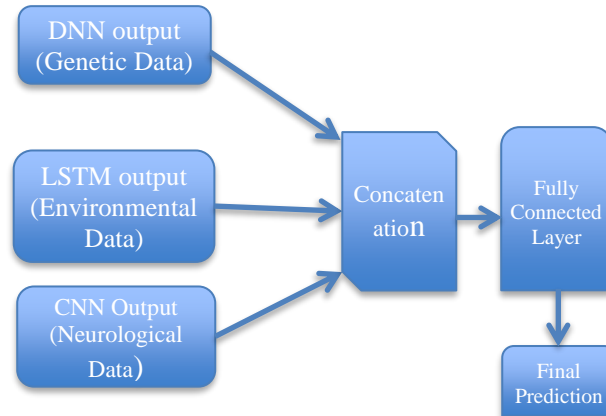 DNN output
(Genetic Data)
LSTM output
(Environmental
Data)
CNN Output
(Neurological
Data)
Concaten
ation
Fully
Connected
Layer
Final
Prediction